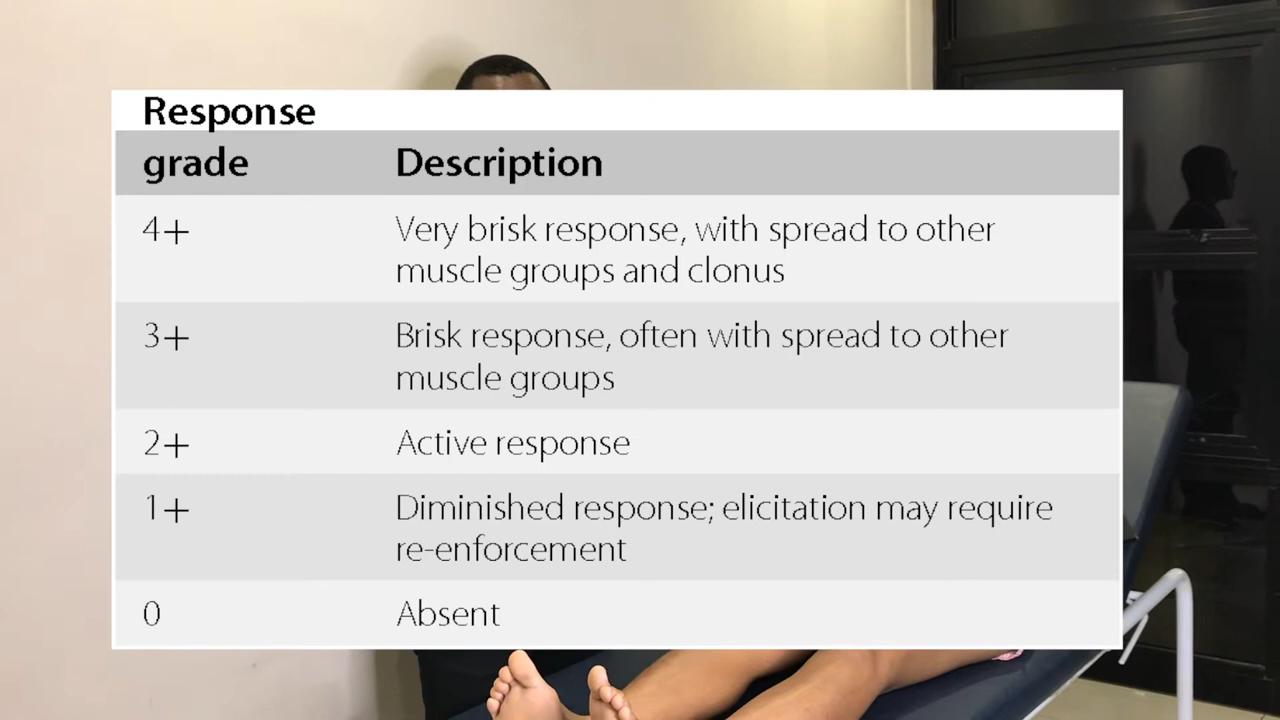 Response
grade Description
4+ Very brisk response, with spread to other
muscle groups and clonus
3+ Brisk response, often with spread to other
muscle groups
2+ Active response
1+ Diminished response; elicitation may require
re-enforcement
0 Absent